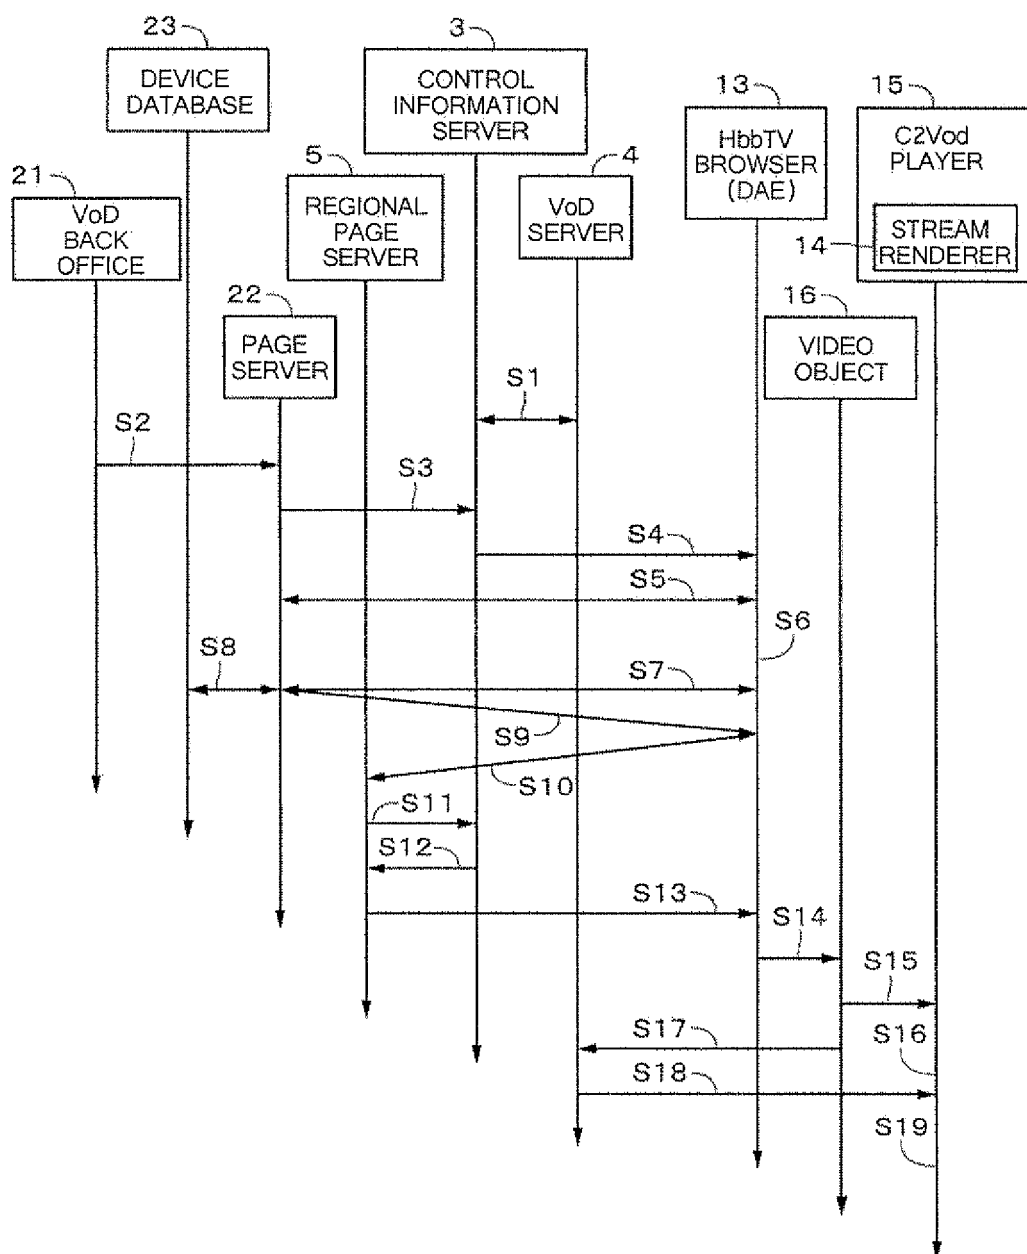 23
DEVICE
DATABASE
3
CONTROL
INFORMATION
SERVER
13
HbbTV
BROWSER
(DAE)
15
C2Vod
PLAYER
14
STREAM
RENDERER
21
VoD
BACK
OFFICE
5
REGIONAL
PAGE
SERVER
4
VoD
SERVER
22
PAGE
SERVER
16
VIDEO
OBJECT
S1
S2
S3
S4
S5
S6
S8
S7
S9
S10
S11
S12
S13
S14
S15
S17
S16
S18
S19